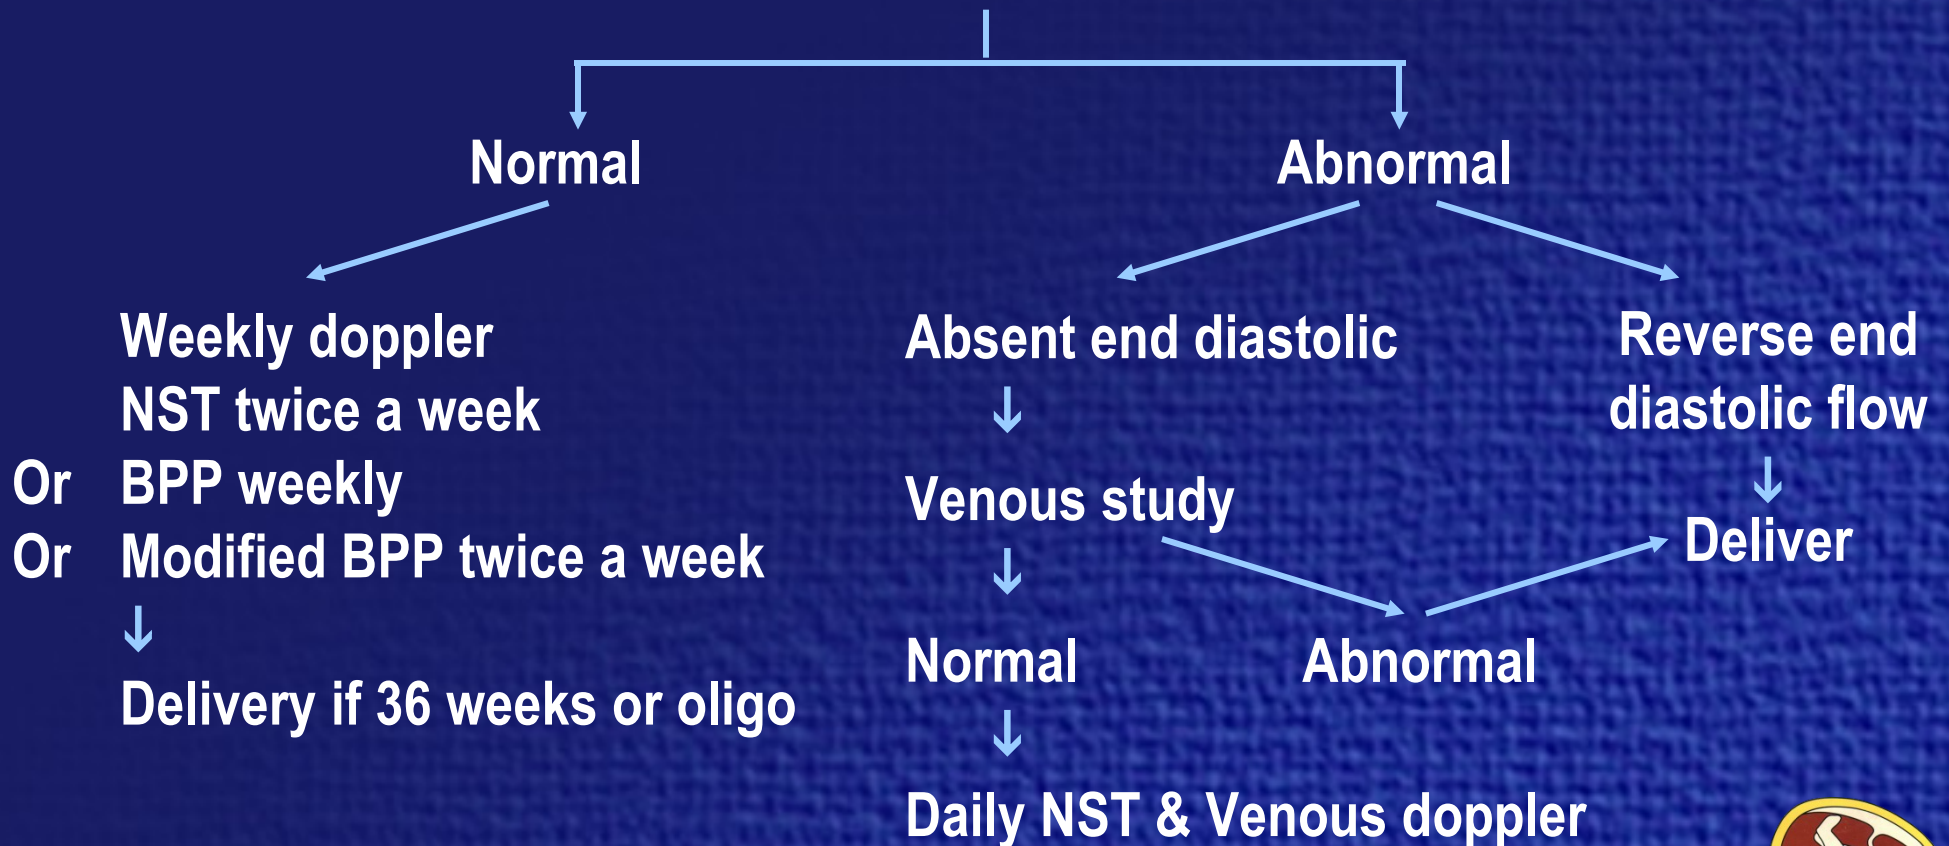 Normal
Abnormal
Weekly doppler
NST twice a week
Or BPP weekly
Or Modified BPP twice a week
Delivery if 36 weeks or oligo
Absent end diastolic
Venous study
Normal
Abnormal
Daily NST & Venous doppler
Reverse end
diastolic flow
Deliver